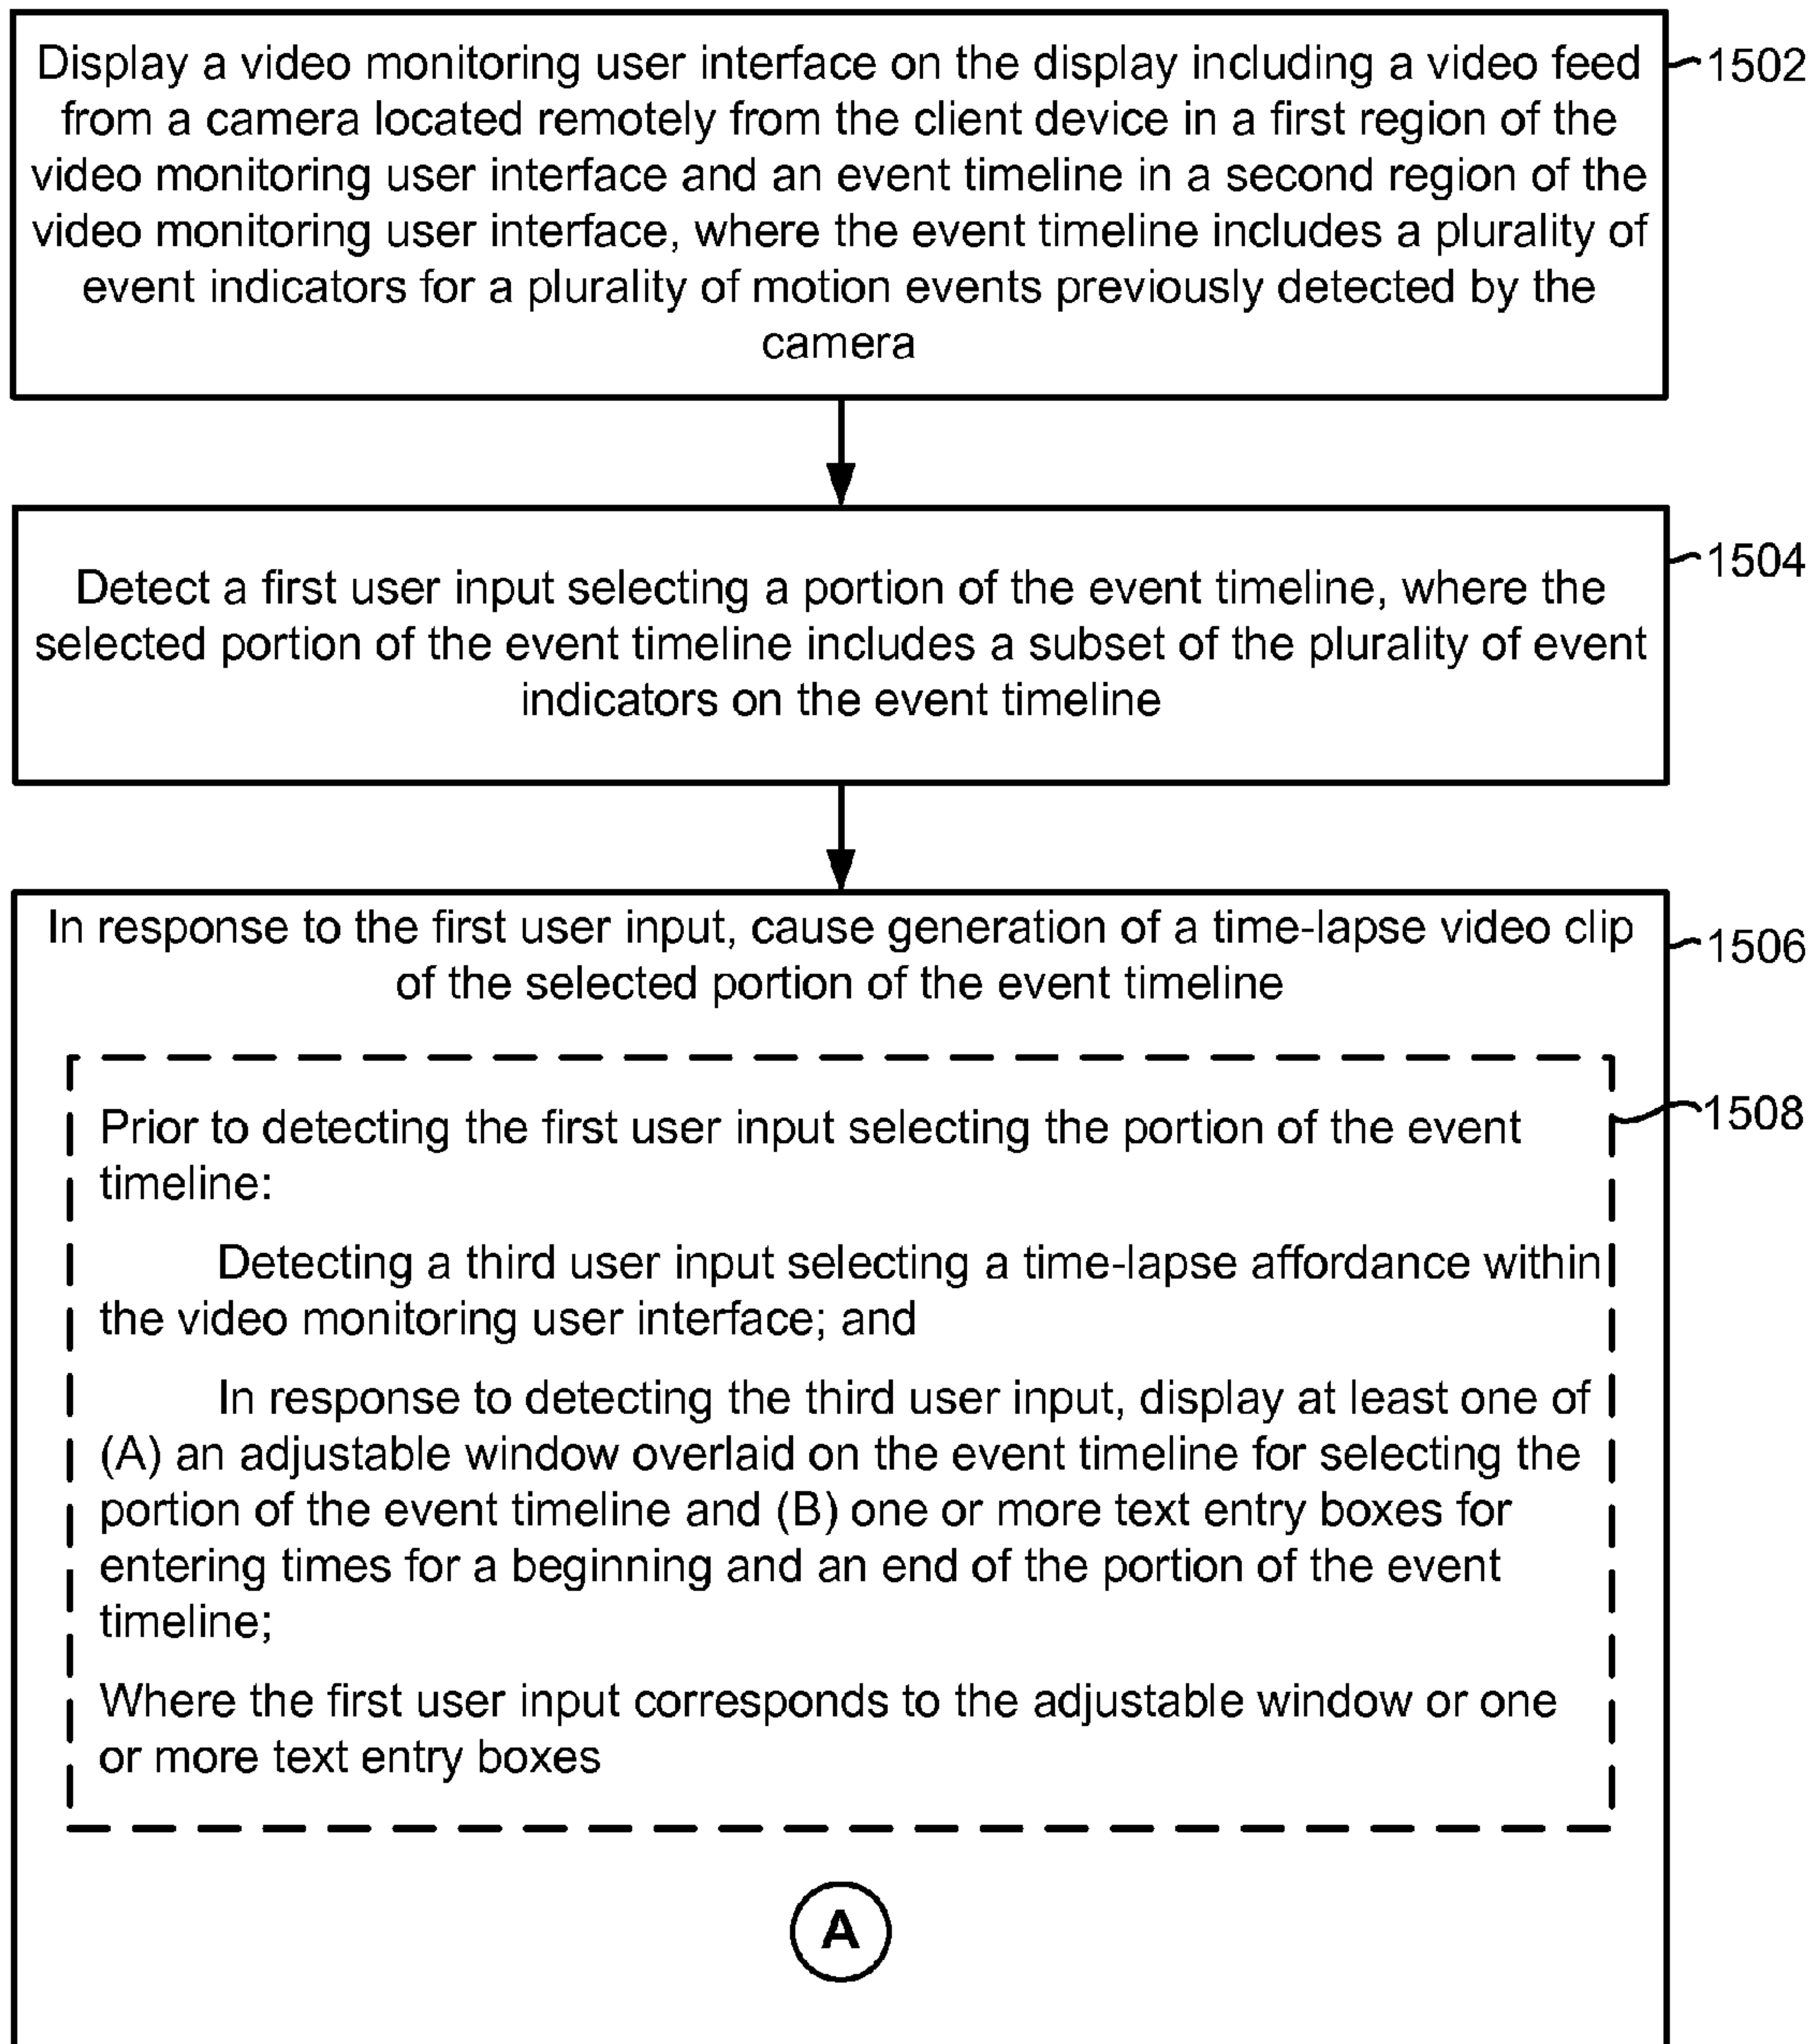 Display a video monitoring user interface on the display including a video feed
from a camera located remotely from the client device in a first region of the
video monitoring user interface and an event timeline in a second region of the
video monitoring user interface, where the event timeline includes a plurality of
event indicators for a plurality of motion events previously detected by the
camera
1502
Detect a first user input selecting a portion of the event timeline, where the
selected portion of the event timeline includes a subset of the plurality of event
indicators on the event timeline
1504
In response to the first user input, cause generation of a time-lapse video clip
of the selected portion of the event timeline
1506
Prior to detecting the first user input selecting the portion of the event
timeline:
1508
Detecting a third user input selecting a time-lapse affordance within
the video monitoring user interface; and
In response to detecting the third user input, display at least one of
(A) an adjustable window overlaid on the event timeline for selecting the
portion of the event timeline and (B) one or more text entry boxes for
entering times for a beginning and an end of the portion of the event
timeline;
Where the first user input corresponds to the adjustable window or one
or more text entry boxes
A